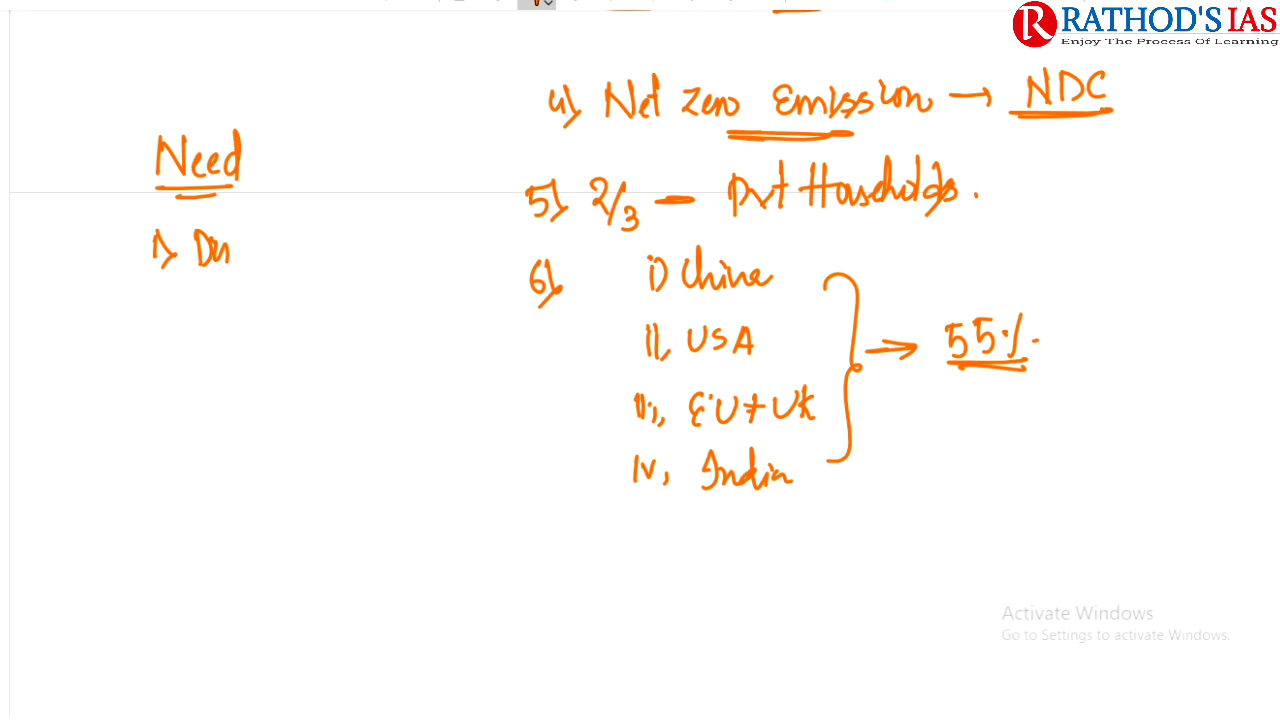 RATHOD'S IAS
Enjoy The Process Of Learning
4) Net Zero Emission → NDC
Need
5) 2/3 — Pvt Households.
1) Du
6) i) China
ii, USA
iii, EU + UK
iv, India
→ 55%.
Activate Windows
Go to Settings to activate Windows.